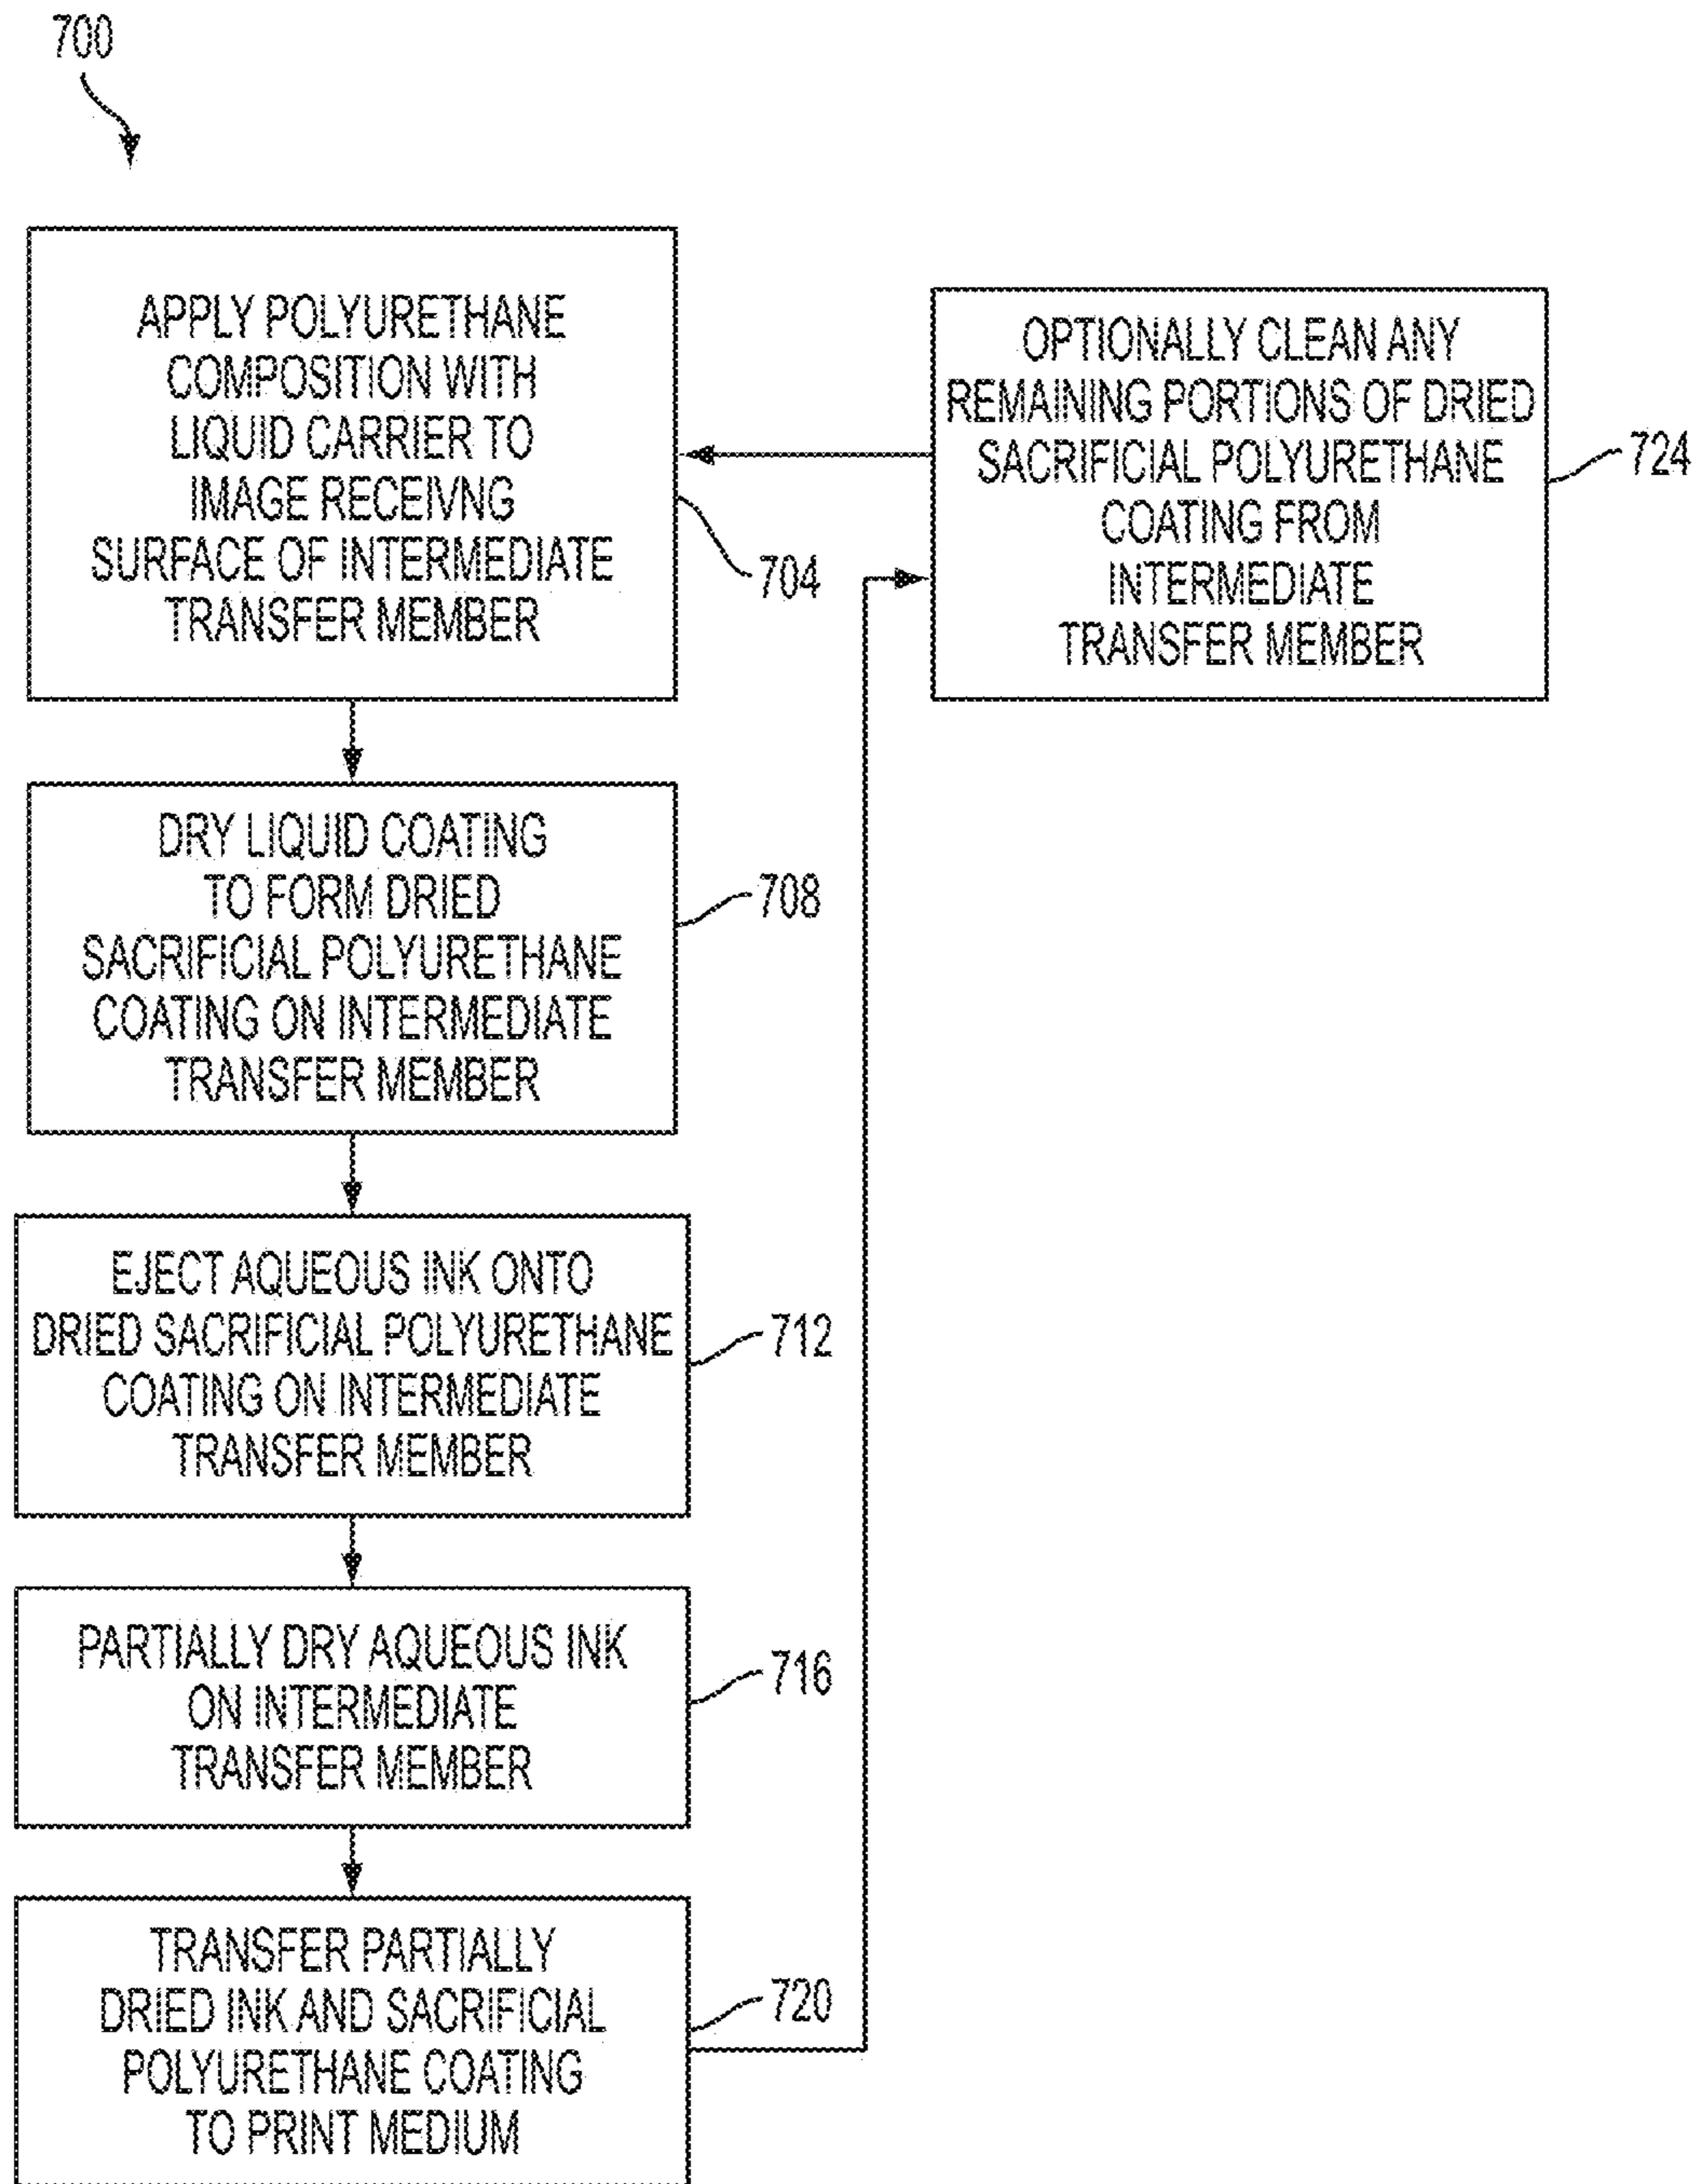 700
APPLY POLYURETHANE
COMPOSITION WITH
LIQUID CARRIER TO
IMAGE RECEIVNG
SURFACE OF INTERMEDIATE
TRANSFER MEMBER
704
OPTIONALLY CLEAN ANY
REMAINING PORTIONS OF DRIED
SACRIFICIAL POLYURETHANE
COATING FROM
INTERMEDIATE
TRANSFER MEMBER
724
DRY LIQUID COATING
TO FORM DRIED
SACRIFICIAL POLYURETHANE
COATING ON INTERMEDIATE
TRANSFER MEMBER
708
EJECT AQUEOUS INK ONTO
DRIED SACRIFICIAL POLYURETHANE
COATING ON INTERMEDIATE
TRANSFER MEMBER
712
PARTIALLY DRY AQUEOUS INK
ON INTERMEDIATE
TRANSFER MEMBER
716
TRANSFER PARTIALLY
DRIED INK AND SACRIFICIAL
POLYURETHANE COATING
TO PRINT MEDIUM
720